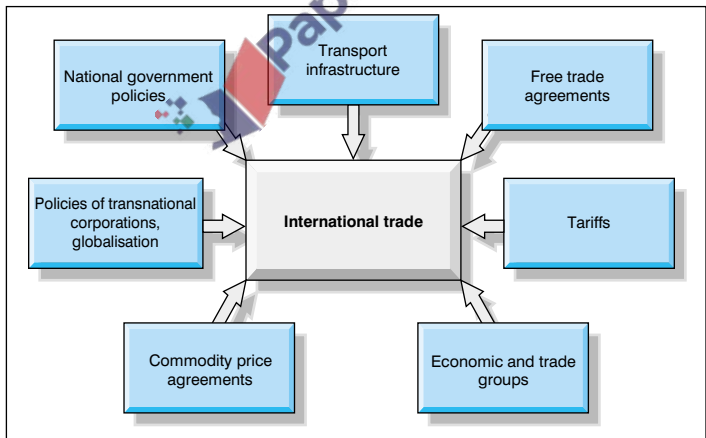 Pap
Transport
infrastructure
National government
policies
Free trade
agreements
Policies of transnational
corporations,
globalisation
International trade
Tariffs
Commodity price
agreements
Economic and trade
groups